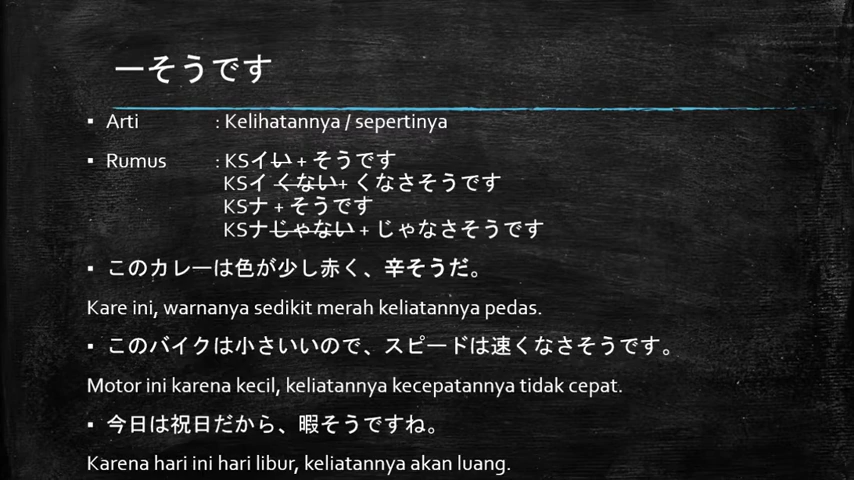 ーそうです
▪ Arti : Kelihatannya / sepertinya
▪ Rumus : KSイい + そうです
KSイ くない+ くなさそうです
KSナ + そうです
KSナじゃない + じゃなさそうです
▪ このカレーは色が少し赤く、辛そうだ。
Kare ini, warnanya sedikit merah keliatannya pedas.
▪ このバイクは小さいいので、スピードは速くなさそうです。
Motor ini karena kecil, keliatannya kecepatannya tidak cepat.
▪ 今日は祝日だから、暇そうですね。
Karena hari ini hari libur, keliatannya akan luang.